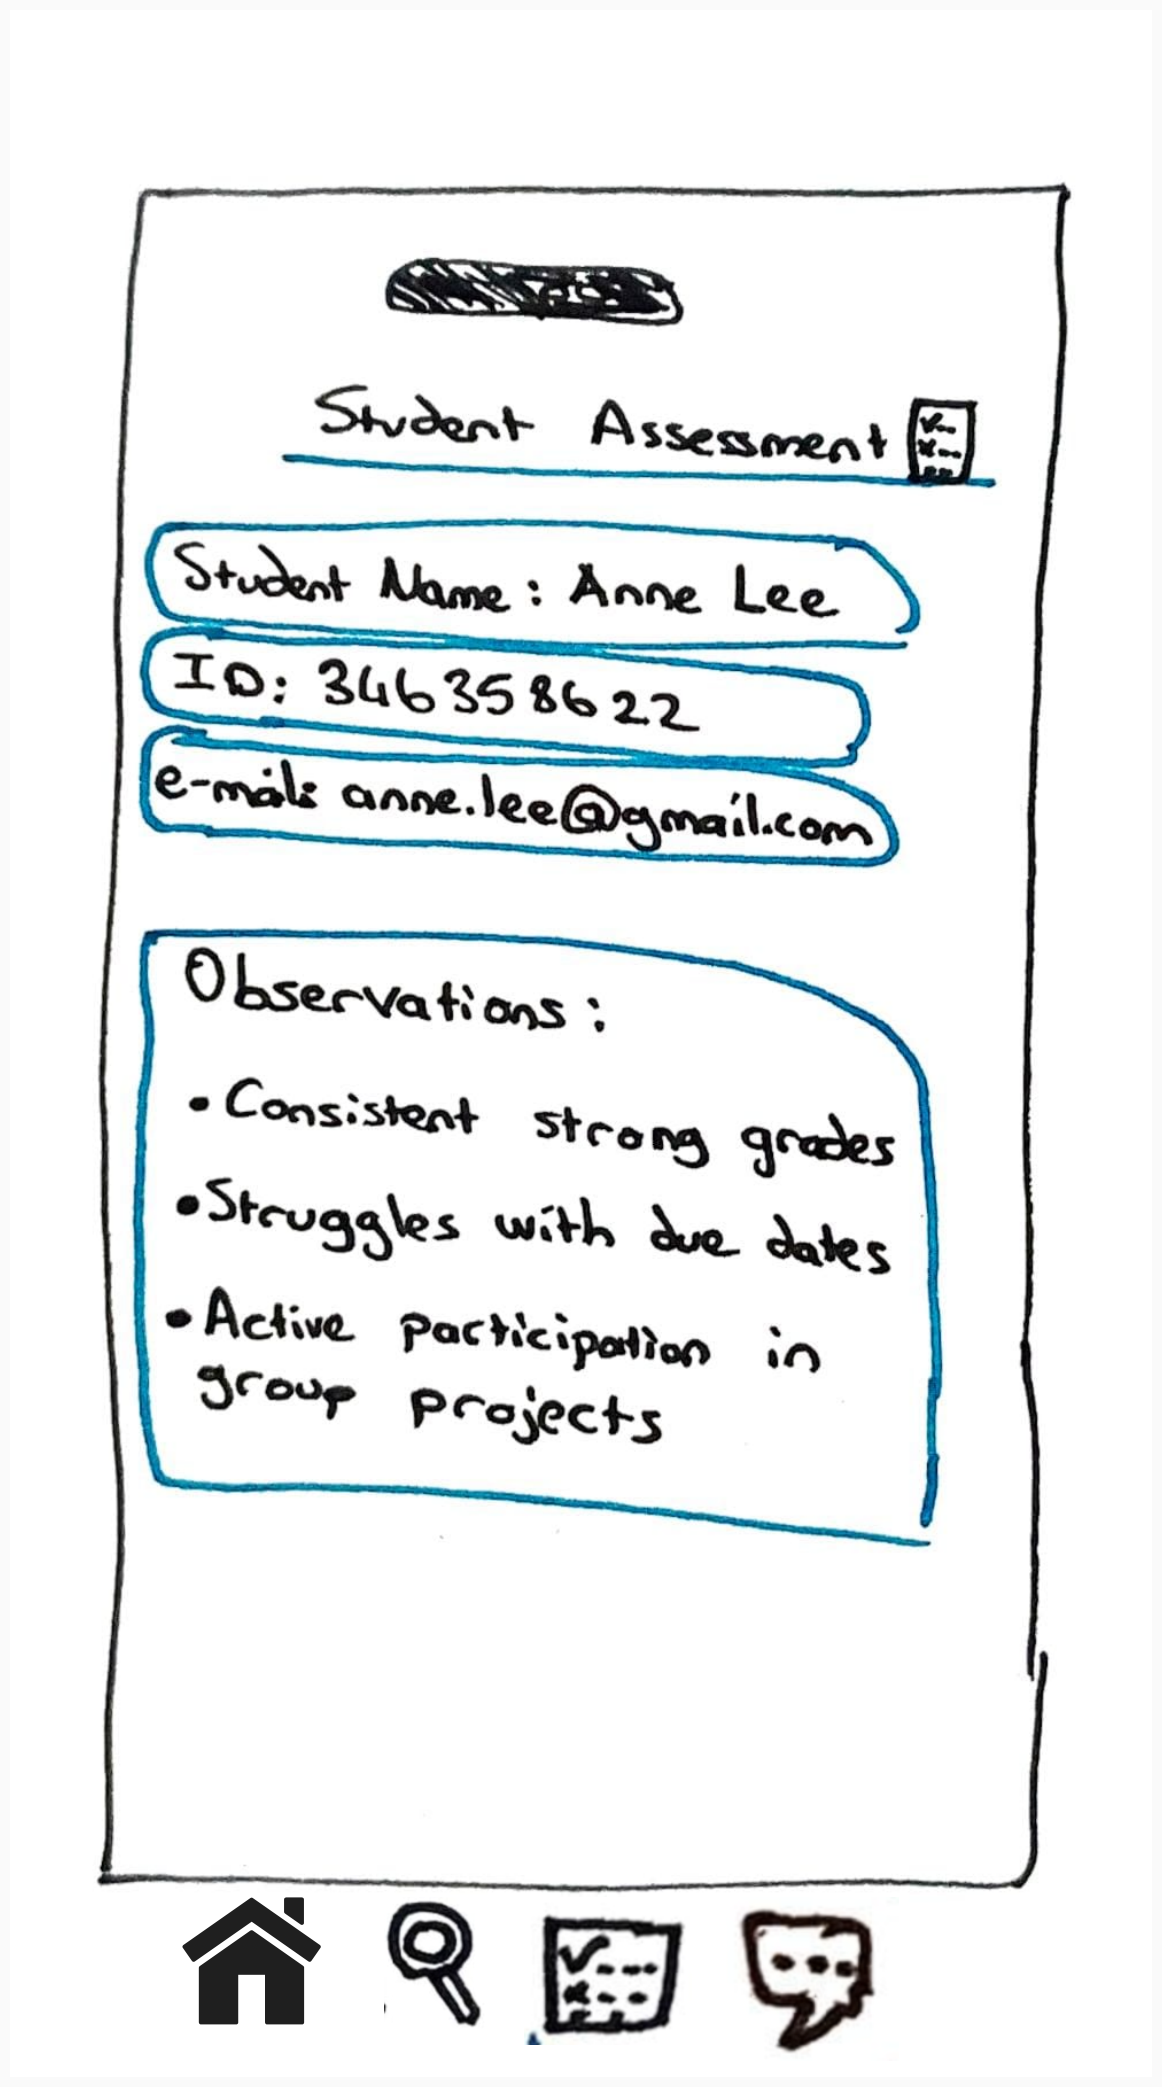 Student Assessment
Student Name: Anne Lee
ID: 346358622
e-mail: anne.lee@gmail.com
Observations:
• Consistent strong grades
• Struggles with due dates
• Active participation in
group projects